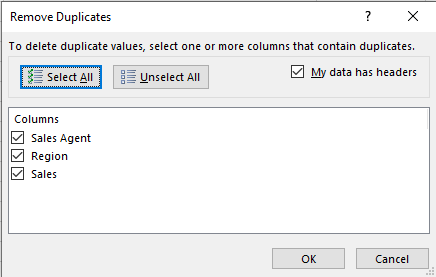 Remove Duplicates ? ×
To delete duplicate values, select one or more columns that contain duplicates.
Select All Unselect All My data has headers
Columns
Sales Agent
Region
Sales
OK Cancel